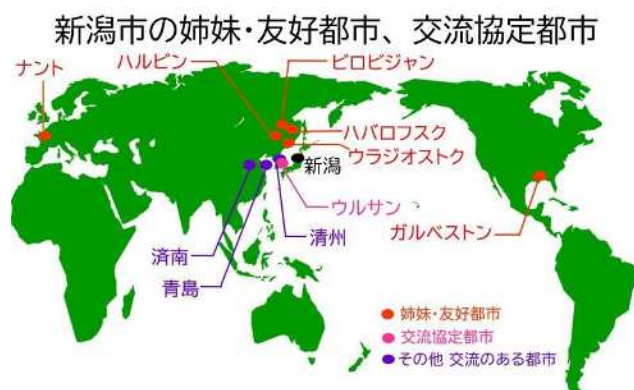 新潟市の姉妹・友好都市、交流協定都市
ナント
ハルビン
ビロビジャン
ハバロフスク
ウラジオストク
新潟
ウルサン
清州
済南
青島
ガルベストン
姉妹・友好都市
交流協定都市
その他 交流のある都市